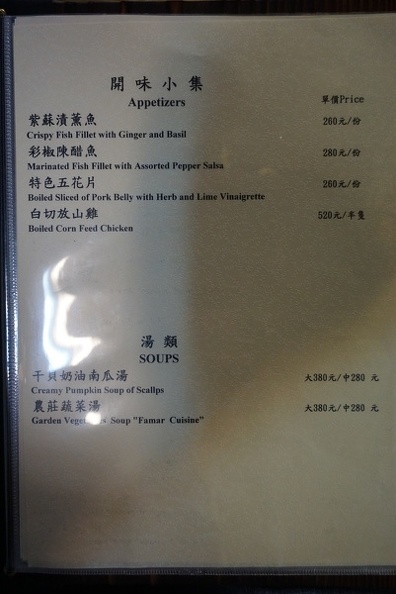 開味小集
Appetizers 單價Price
紫蘇漬薰魚 260元/份
Crispy Fish Fillet with Ginger and Basil
彩椒陳醋魚 280元/份
Marinated Fish Fillet with Assorted Pepper Salsa
特色五花片 260元/份
Boiled Sliced of Pork Belly with Herb and Lime Vinaigrette
白切放山雞 520元/半隻
Boiled Corn Feed Chicken
湯類
SOUPS
干貝奶油南瓜湯 大380元/中280 元
Creamy Pumpkin Soup of Scallps
農莊蔬菜湯 大380元/中280 元
Garden Soup "Famar Cuisine"